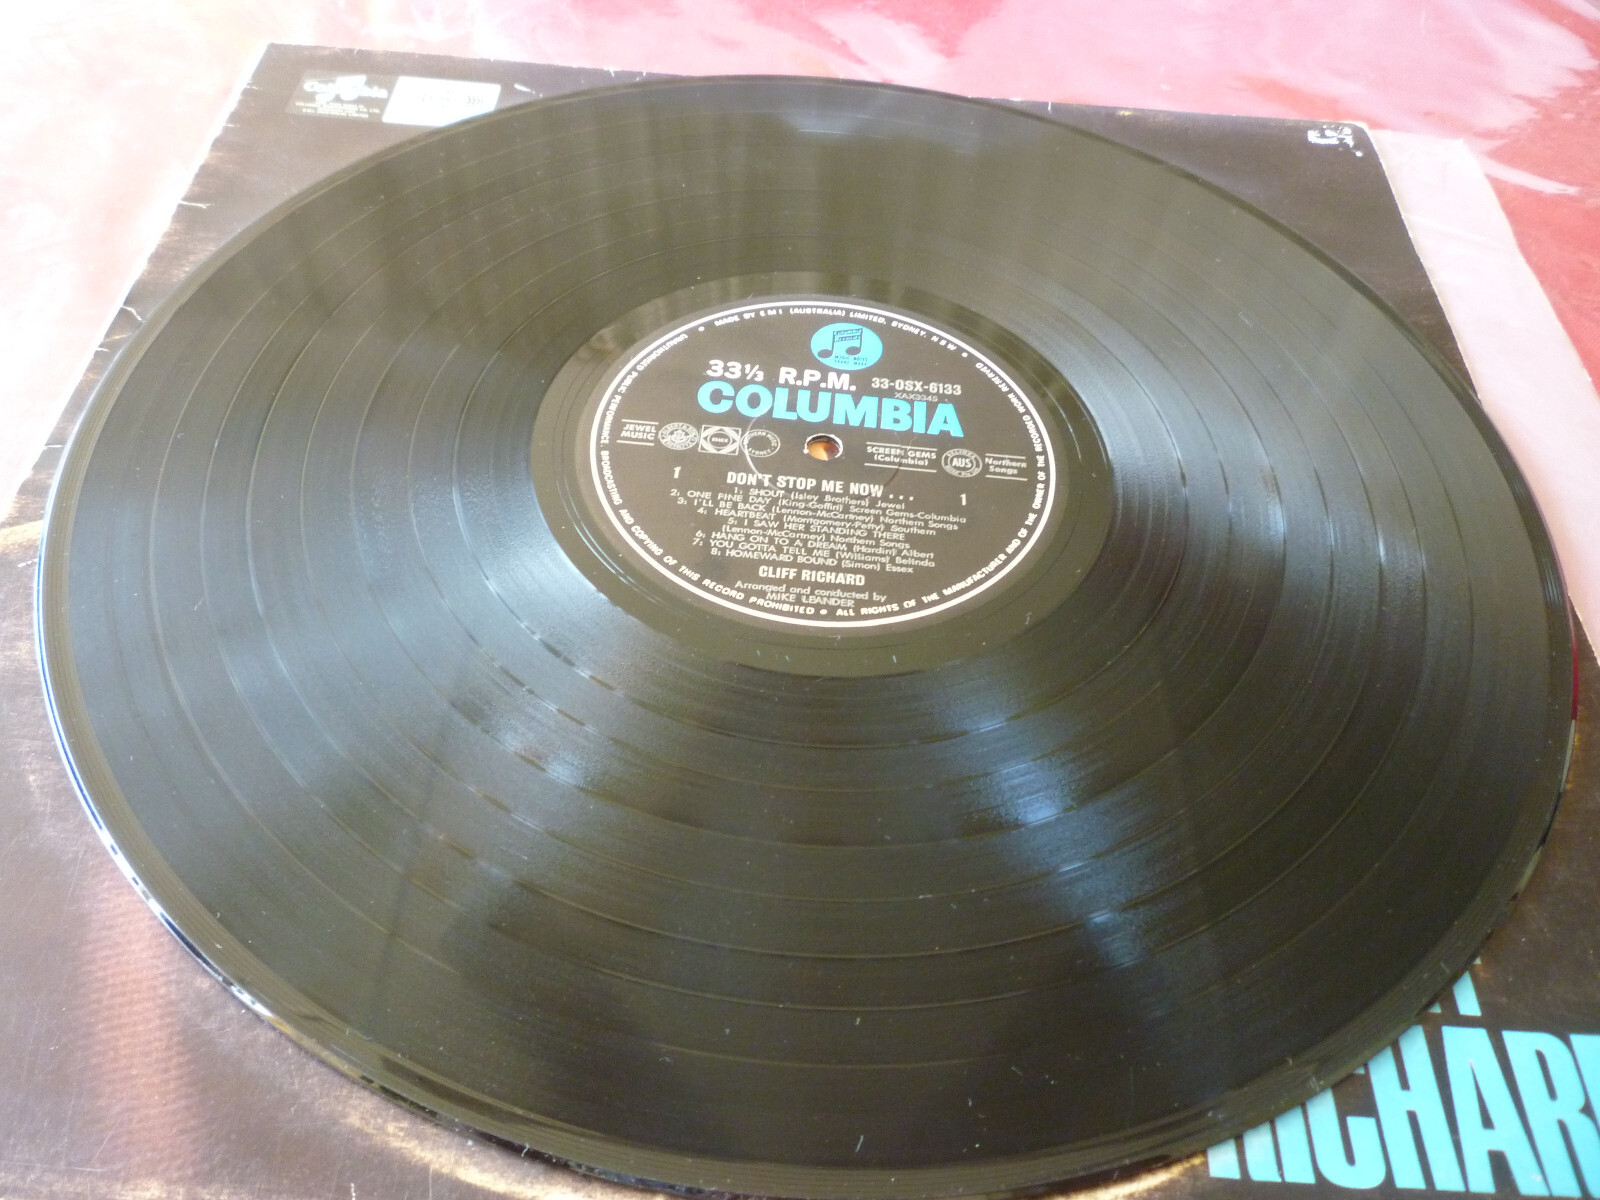 MADE BY E M I (AUSTRALIA) LIMITED, SYDNEY, N S W
UNAUTHORISED PUBLIC PERFORMANCE BROADCASTING AND COPYING OF THIS RECORD PROHIBITED • ALL RIGHTS OF THE MANUFACTURER AND OF THE OWNER OF THE RECORDED WORK RESERVED
33⅓ R.P.M. 33-OSX-6133
XAX3345
COLUMBIA
JEWEL
MUSIC
SCREEN GEMS
(Columbia)
AUS
Northern
Songs
1 DON'T STOP ME NOW... 1
1: SHOUT (Isley Brothers) Jewel
2: ONE FINE DAY (King-Goffin) Screen Gems-Columbia
3: I'LL BE BACK (Lennon-McCartney) Northern Songs
4: HEARTBEAT (Montgomery-Petty) Southern
5: I SAW HER STANDING THERE
(Lennon-McCartney) Northern Songs
6: HANG ON TO A DREAM (Hardin) Albert
7: YOU GOTTA TELL ME (Williams) Belinda
8: HOMEWARD BOUND (Simon) Essex
CLIFF RICHARD
Arranged and conducted by
MIKE LEANDER
RICHARD